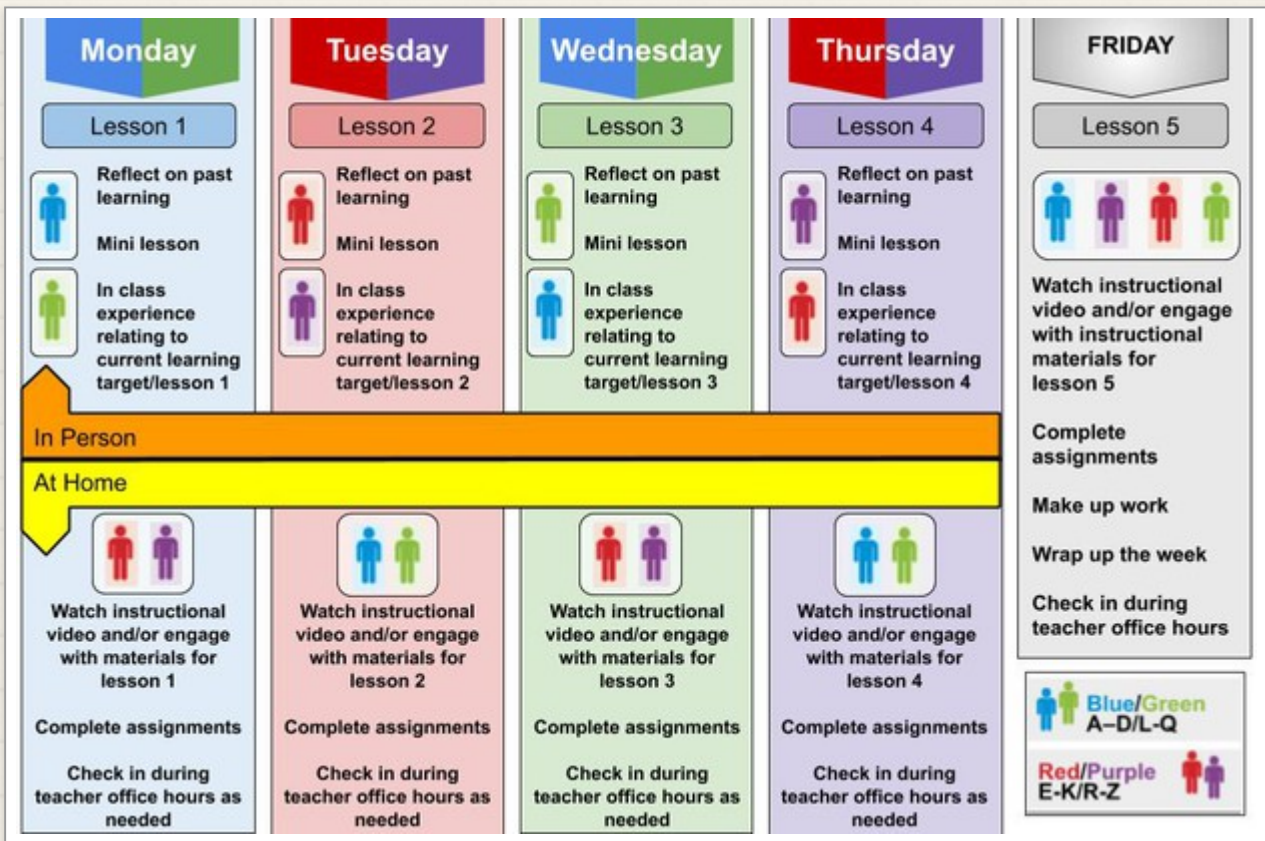 Monday
Lesson 1
Reflect on past
learning
Mini lesson
In class
experience
relating to
current learning
target/lesson 1
Tuesday
Lesson 2
Reflect on past
learning
Mini lesson
In class
experience
relating to
current learning
target/lesson 2
Wednesday
Lesson 3
Reflect on past
learning
Mini lesson
In class
experience
relating to
current learning
target/lesson 3
Thursday
Lesson 4
Reflect on past
learning
Mini lesson
In class
experience
relating to
current learning
target/lesson 4
In Person
At Home
Watch instructional
video and/or engage
with materials for
lesson 1
Complete assignments
Check in during
teacher office hours as
needed
Watch instructional
video and/or engage
with materials for
lesson 2
Complete assignments
Check in during
teacher office hours as
needed
Watch instructional
video and/or engage
with materials for
lesson 3
Complete assignments
Check in during
teacher office hours as
needed
Watch instructional
video and/or engage
with materials for
lesson 4
Complete assignments
Check in during
teacher office hours as
needed
FRIDAY
Lesson 5
Watch instructional
video and/or engage
with instructional
materials for
lesson 5
Complete
assignments
Make up work
Wrap up the week
Check in during
teacher office hours
Blue/Green
A–D/L-Q
Red/Purple
E-K/R-Z